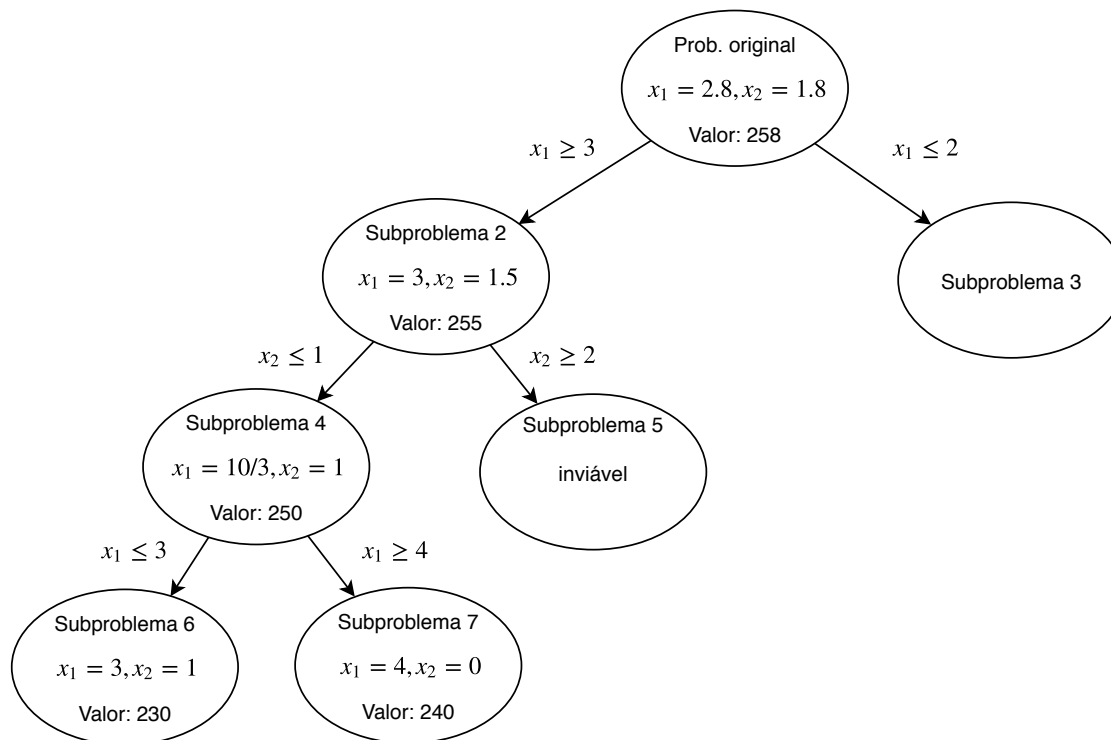 Prob. original
x₁ = 2.8, x₂ = 1.8
Valor: 258
x₁ ≥ 3
x₁ ≤ 2
Subproblema 2
x₁ = 3, x₂ = 1.5
Valor: 255
Subproblema 3
x₂ ≤ 1
x₂ ≥ 2
Subproblema 4
x₁ = 10/3, x₂ = 1
Valor: 250
Subproblema 5
inviável
x₁ ≤ 3
x₁ ≥ 4
Subproblema 6
x₁ = 3, x₂ = 1
Valor: 230
Subproblema 7
x₁ = 4, x₂ = 0
Valor: 240